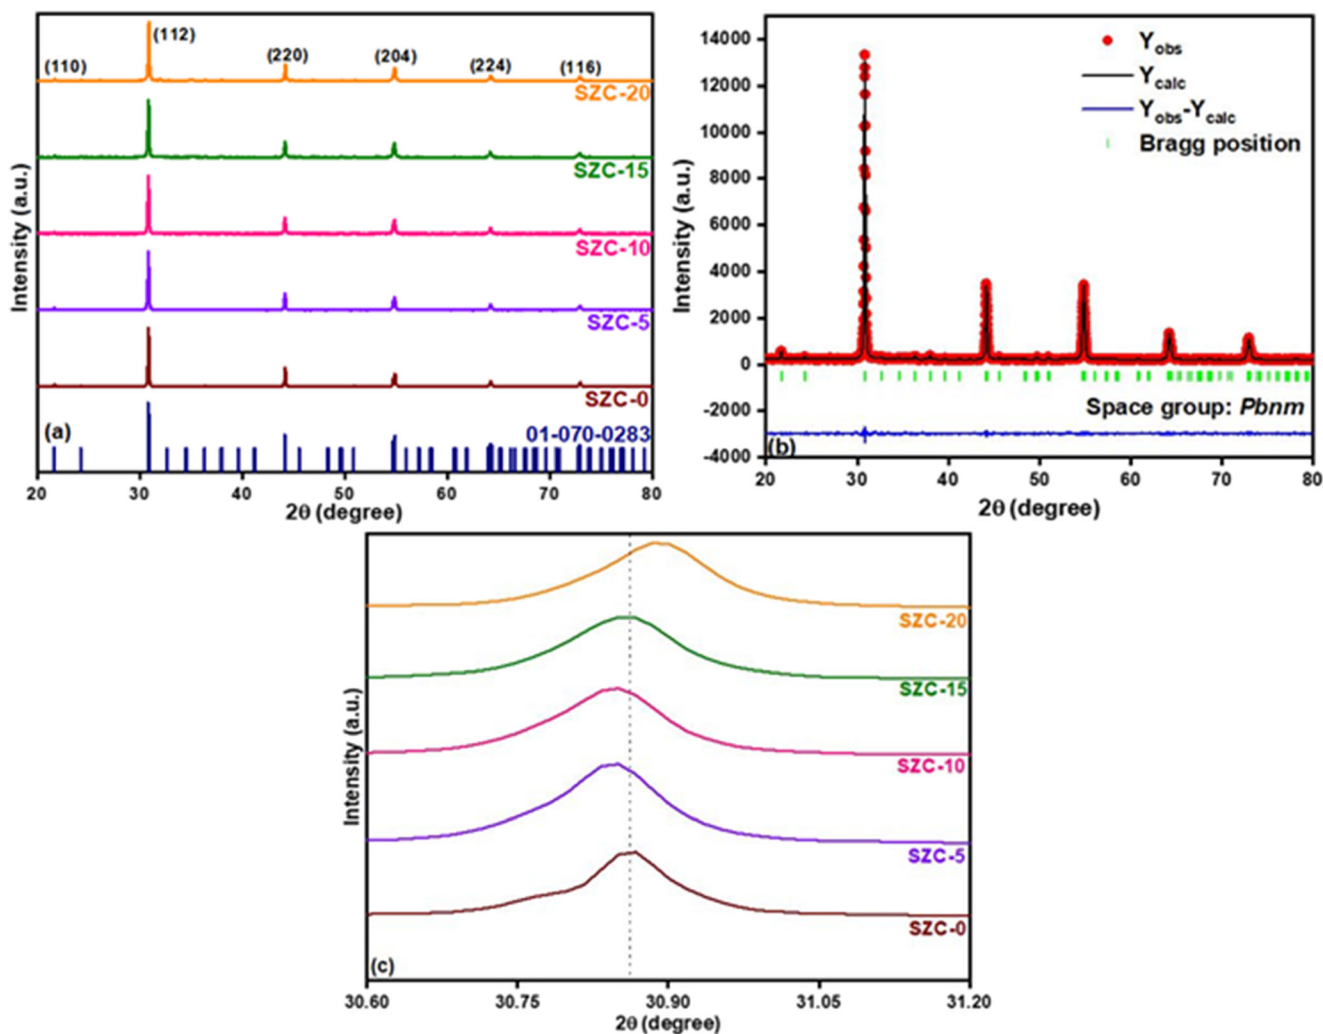 (110)
(112)
(220)
(204)
(224)
(116)
SZC-20
SZC-15
SZC-10
SZC-5
SZC-0
01-070-0283
(a)
Intensity (a.u.)
20 30 40 50 60 70 80
2θ (degree)
Y_obs
Y_calc
Y_obs-Y_calc
Bragg position
14000
12000
10000
8000
6000
4000
2000
0
-2000
-4000
Intensity (a.u.)
Space group: Pbnm
(b)
20 30 40 50 60 70 80
2θ (degree)
SZC-20
SZC-15
SZC-10
SZC-5
SZC-0
(c)
Intensity (a.u.)
30.60 30.75 30.90 31.05 31.20
2θ (degree)